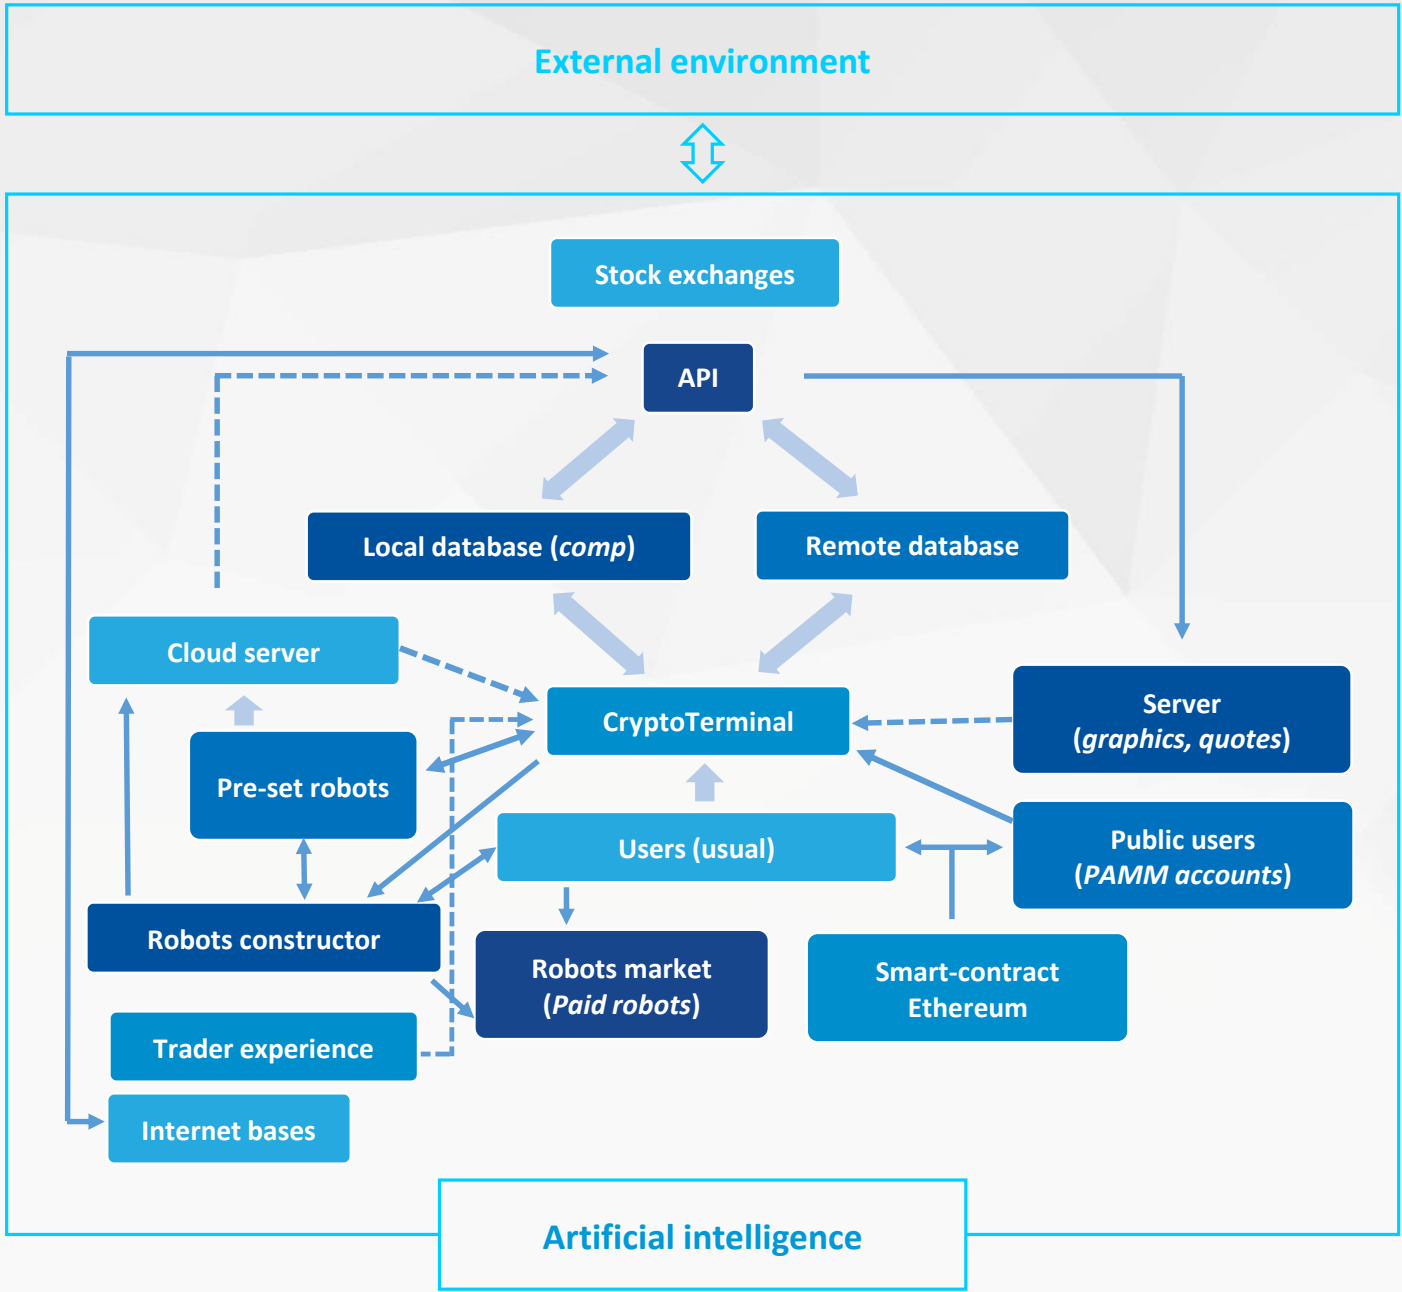 External environment
Stock exchanges
API
Local database (comp)
Remote database
Cloud server
CryptoTerminal
Server
(graphics, quotes)
Pre-set robots
Users (usual)
Public users
(PAMM accounts)
Robots constructor
Robots market
(Paid robots)
Smart-contract
Ethereum
Trader experience
Internet bases
Artificial intelligence